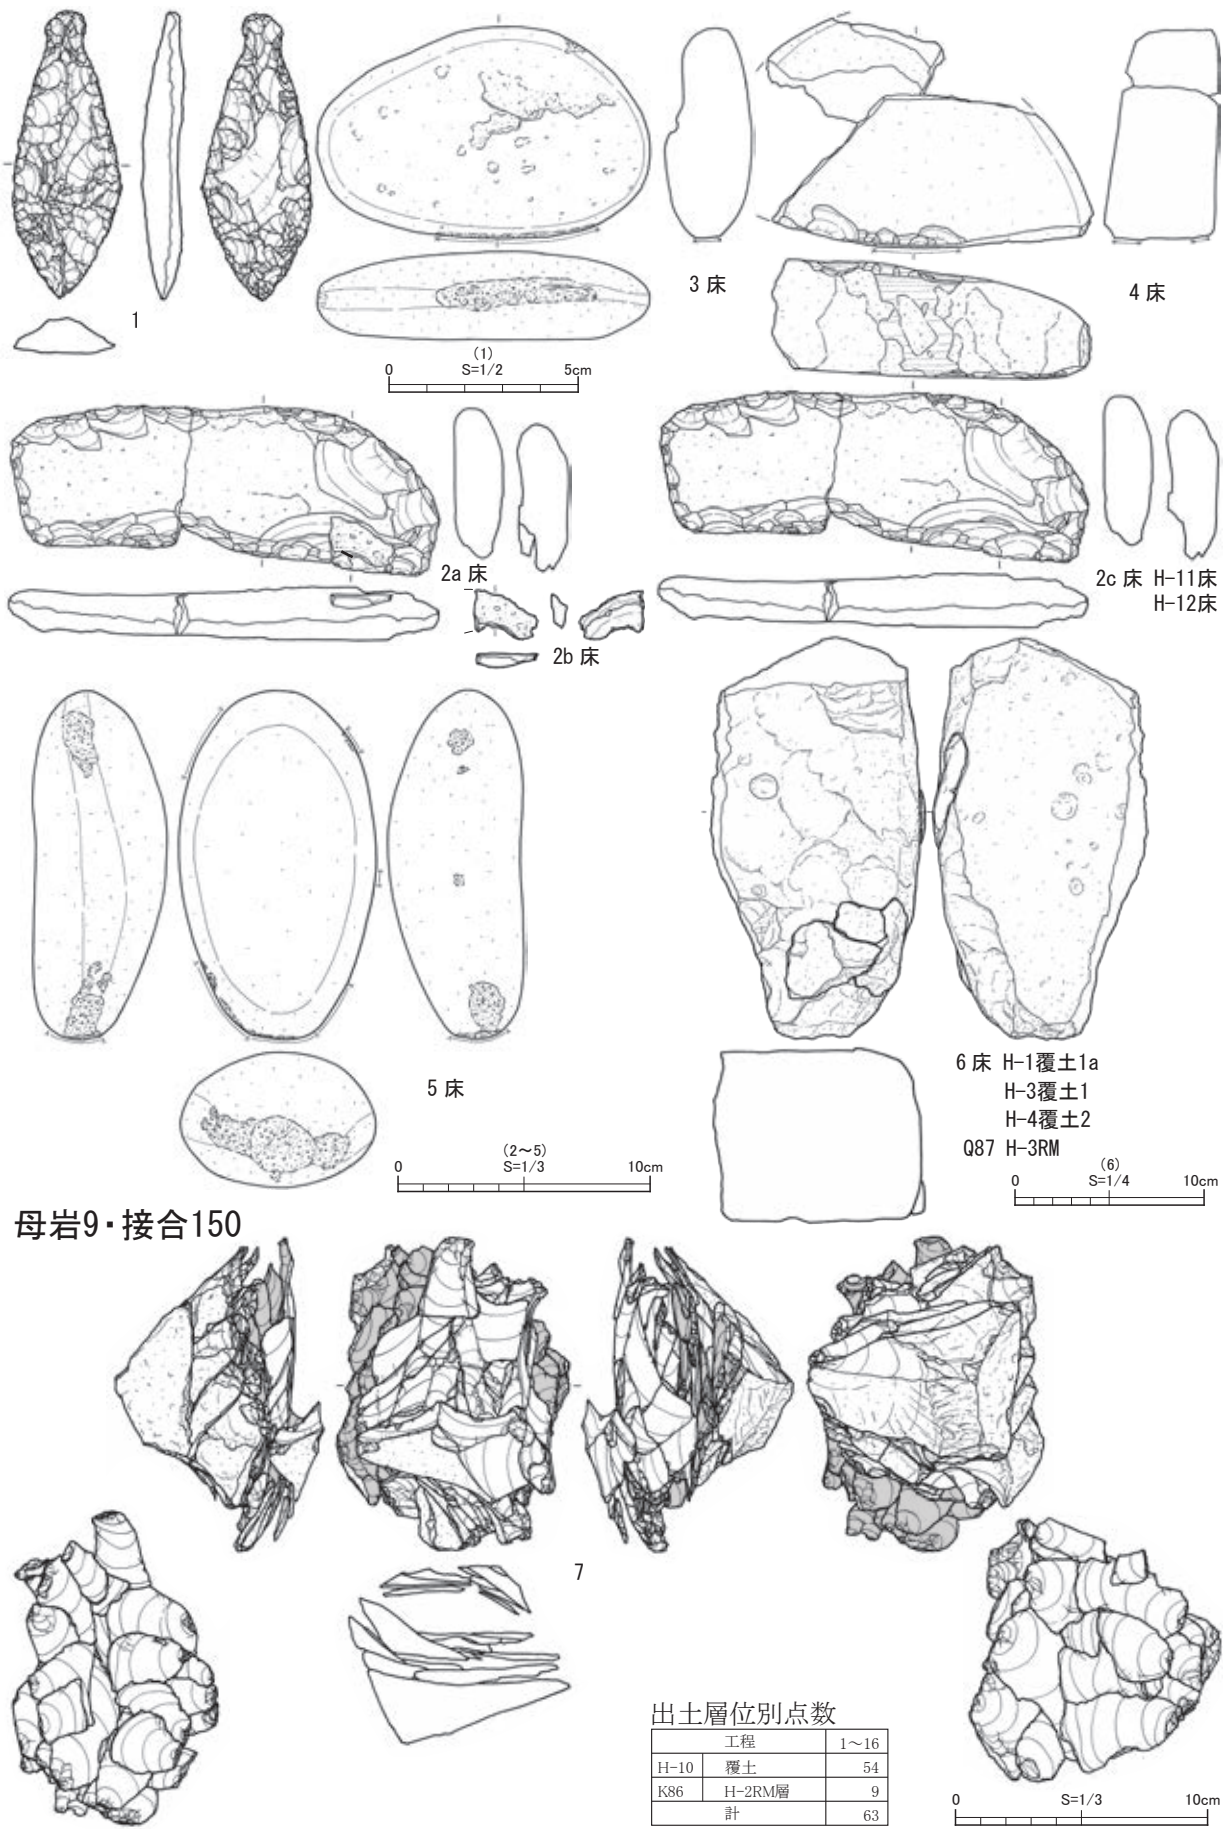 1
(1)
0 S=1/2 5cm
3 床
4 床
2a 床
2b 床
2c 床 H-11床
H-12床
5 床
(2～5)
0 S=1/3 10cm
6 床 H-1覆土1a
H-3覆土1
H-4覆土2
Q87 H-3RM
(6)
0 S=1/4 10cm
母岩9・接合150
7
出土層位別点数
工程 1～16
H-10 覆土 54
K86 H-2RM層 9
計 63
0 S=1/3 10cm